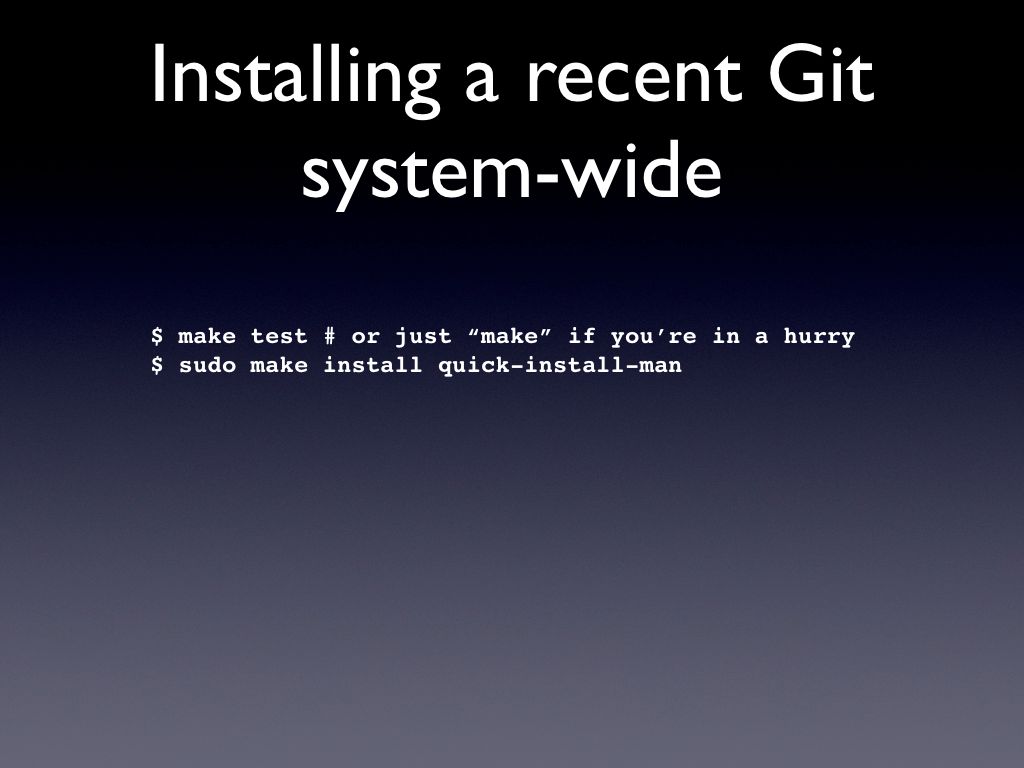 Installing a recent Git
system-wide
$ make test # or just “make” if you’re in a hurry
$ sudo make install quick-install-man